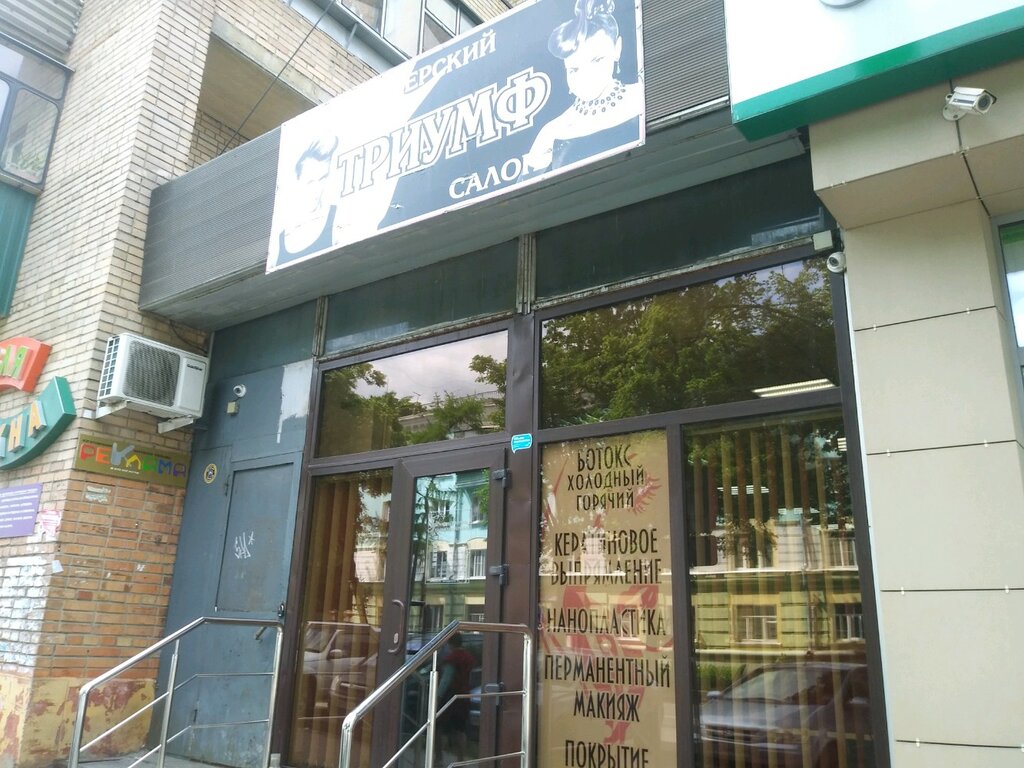 ЕРСКИЙ
ТРИУМФ
САЛОН
РЕКЛАМА
БОТОКС
ХОЛОДНЫЙ
ГОРЯЧИЙ
КЕРАТИНОВОЕ
ВЫПРЯМЛЕНИЕ
НАНОПЛАСТИКА
ПЕРМАНЕНТНЫЙ
МАКИЯЖ
ПОКРЫТИЕ